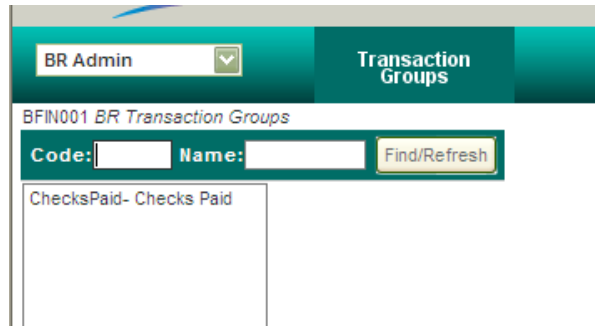 BR Admin
Transaction
Groups
BFIN001 BR Transaction Groups
Code: Name: Find/Refresh
ChecksPaid- Checks Paid